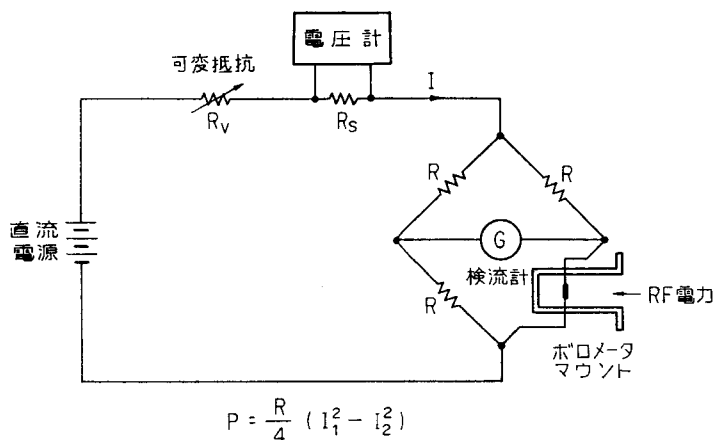 電圧計
可変抵抗
I
Rv
Rs
R
R
直流
電源
G
検流計
R
RF電力
ボロメータ
マウント
P = R/4 (I₁² − I₂²)